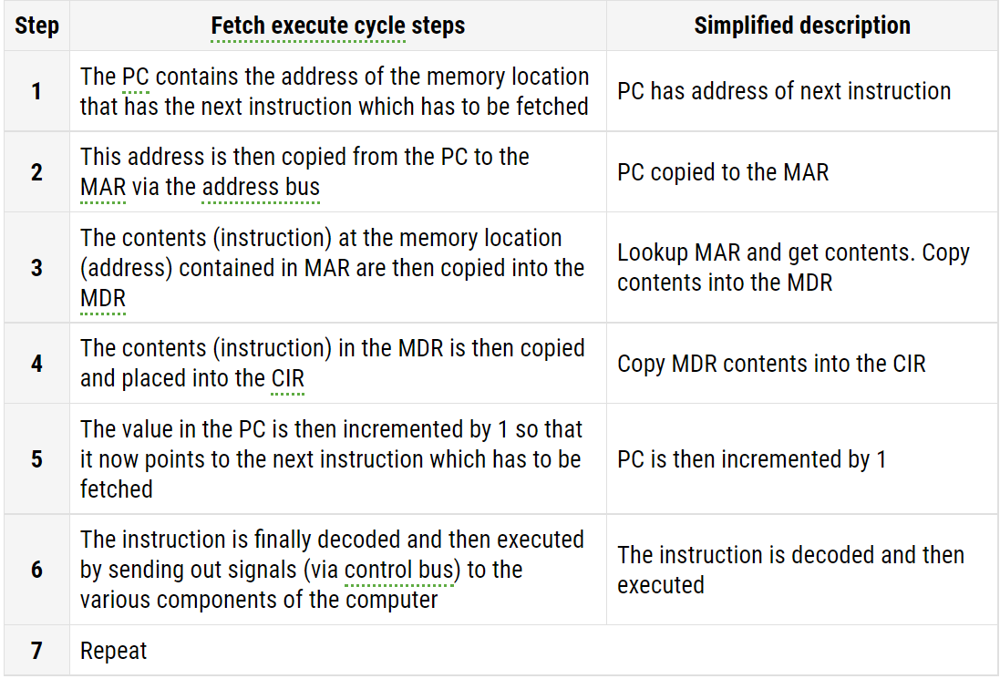 Step Fetch execute cycle steps Simplified description
1
The PC contains the address of the memory location
that has the next instruction which has to be fetched
PC has address of next instruction
2
This address is then copied from the PC to the
MAR via the address bus
PC copied to the MAR
3
The contents (instruction) at the memory location
(address) contained in MAR are then copied into the
MDR
Lookup MAR and get contents. Copy
contents into the MDR
4
The contents (instruction) in the MDR is then copied
and placed into the CIR
Copy MDR contents into the CIR
5
The value in the PC is then incremented by 1 so that
it now points to the next instruction which has to be
fetched
PC is then incremented by 1
6
The instruction is finally decoded and then executed
by sending out signals (via control bus) to the
various components of the computer
The instruction is decoded and then
executed
7
Repeat